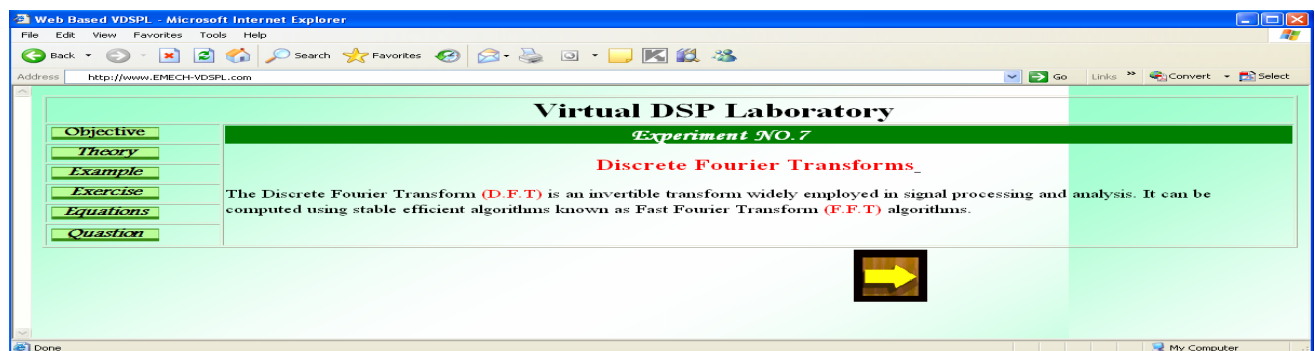 Web Based VDSPL - Microsoft Internet Explorer
File Edit View Favorites Tools Help
Back Search Favorites
Address http://www.EMECH-VDSPL.com Go Links >> Convert Select
Virtual DSP Laboratory
Objective
Experiment NO.7
Theory
Discrete Fourier Transforms_
Example
Exercise
The Discrete Fourier Transform (D.F.T) is an invertible transform widely employed in signal processing and analysis. It can be
Equations
computed using stable efficient algorithms known as Fast Fourier Transform (F.F.T) algorithms.
Quastion
Done My Computer